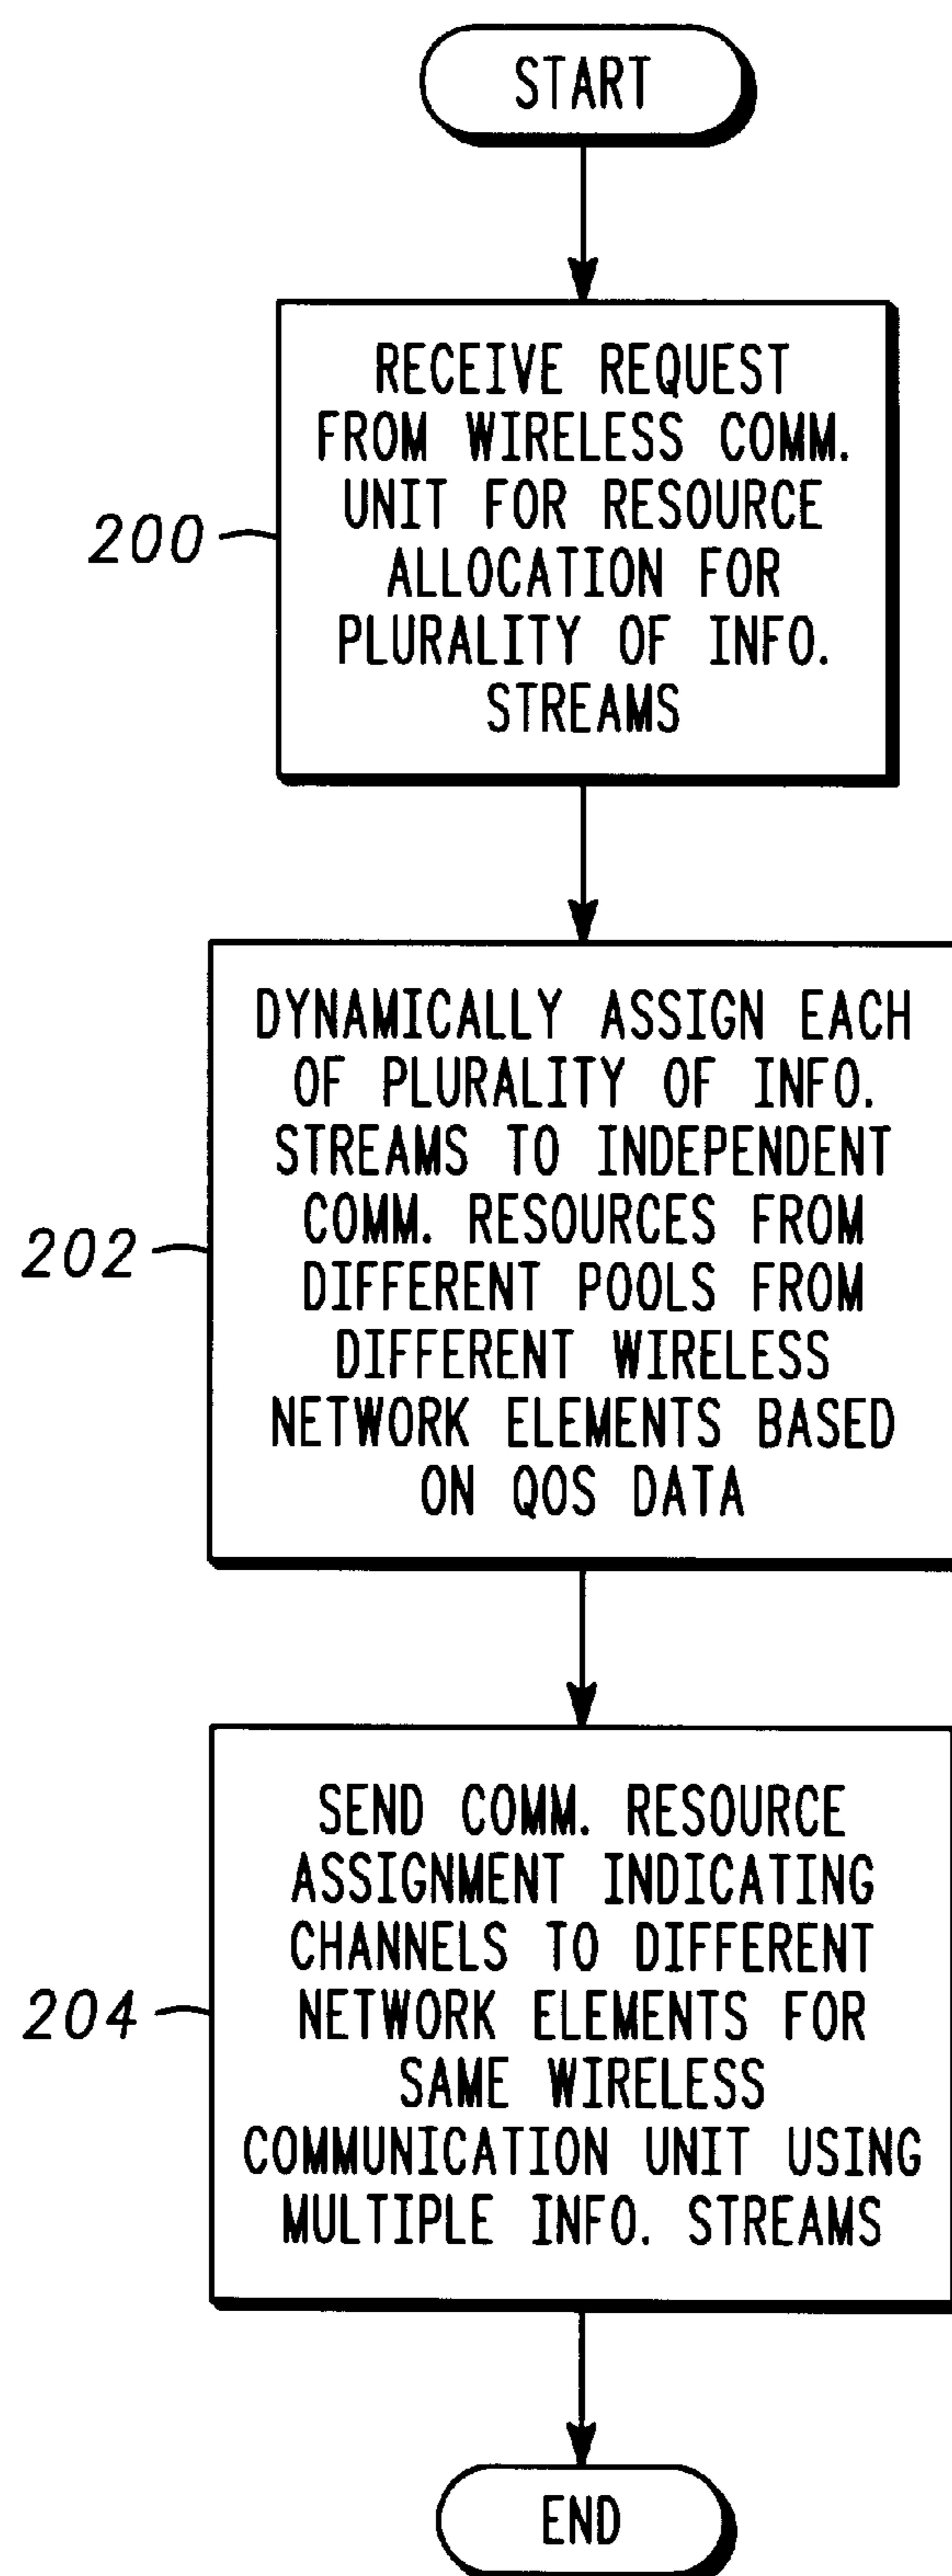 START
200
RECEIVE REQUEST
FROM WIRELESS COMM.
UNIT FOR RESOURCE
ALLOCATION FOR
PLURALITY OF INFO.
STREAMS
202
DYNAMICALLY ASSIGN EACH
OF PLURALITY OF INFO.
STREAMS TO INDEPENDENT
COMM. RESOURCES FROM
DIFFERENT POOLS FROM
DIFFERENT WIRELESS
NETWORK ELEMENTS BASED
ON QOS DATA
204
SEND COMM. RESOURCE
ASSIGNMENT INDICATING
CHANNELS TO DIFFERENT
NETWORK ELEMENTS FOR
SAME WIRELESS
COMMUNICATION UNIT USING
MULTIPLE INFO. STREAMS
END